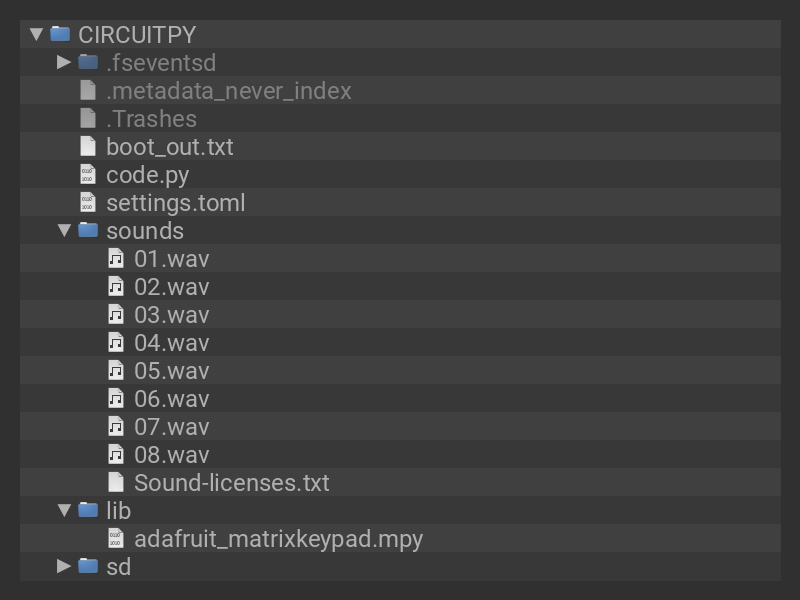 CIRCUITPY
.fseventsd
.metadata_never_index
.Trashes
boot_out.txt
code.py
settings.toml
sounds
01.wav
02.wav
03.wav
04.wav
05.wav
06.wav
07.wav
08.wav
Sound-licenses.txt
lib
adafruit_matrixkeypad.mpy
sd